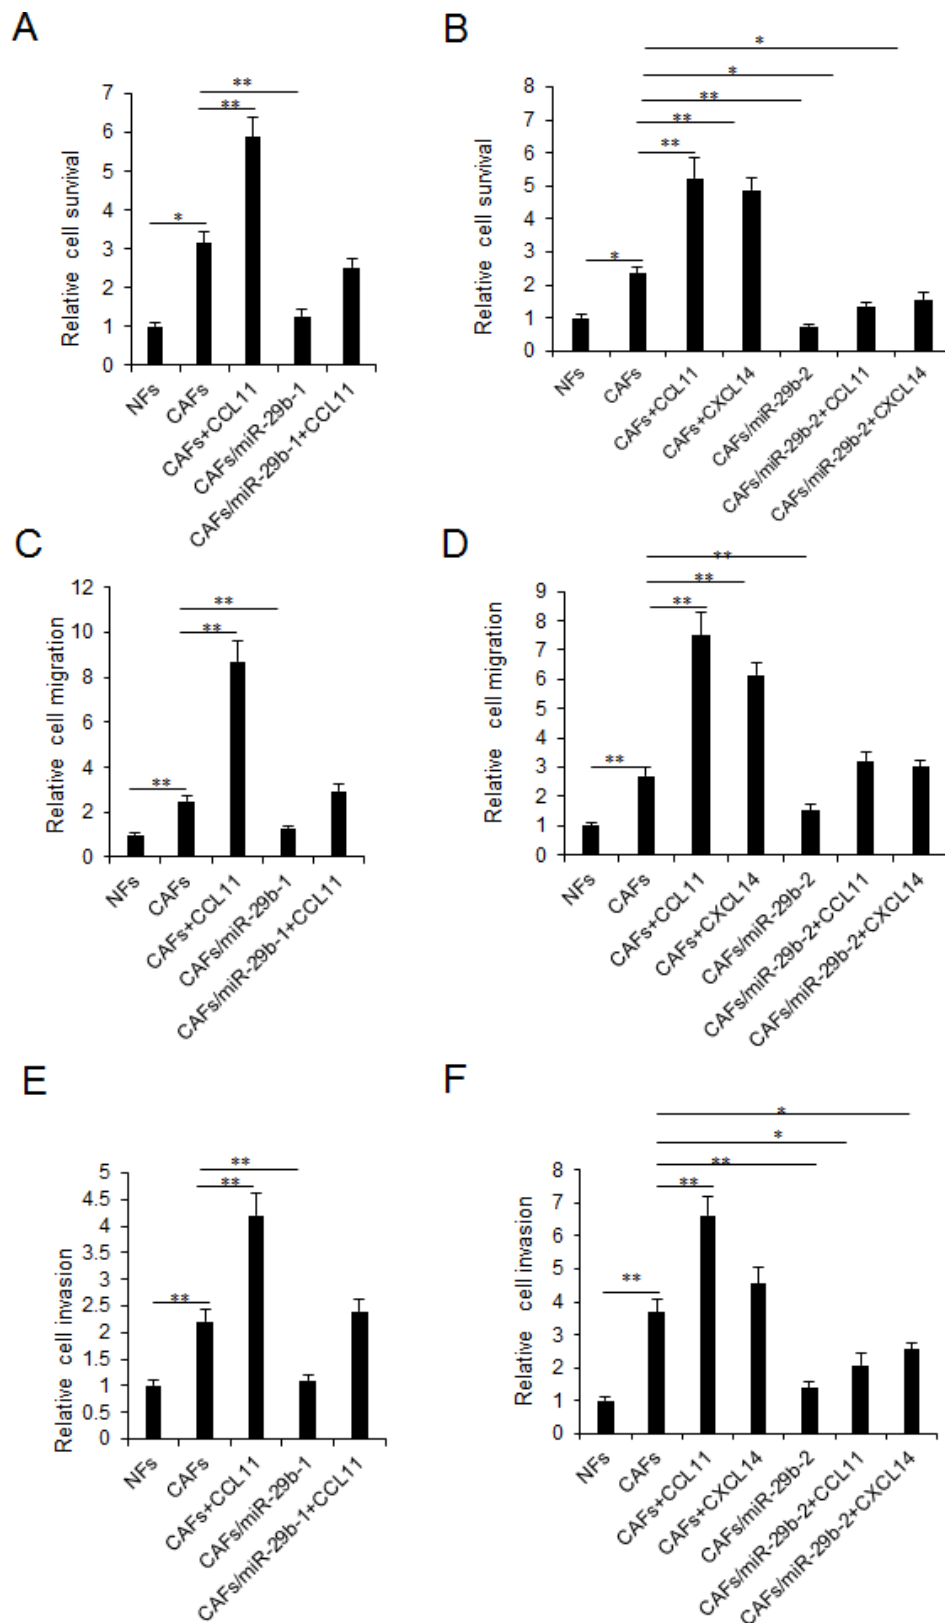 A
Relative cell survival
7
6
5
4
3
2
1
0
**
**
*
NFs
CAFs
CAFs+CCL11
CAFs/miR-29b-1
CAFs/miR-29b-1+CCL11
B
Relative cell survival
8
7
6
5
4
3
2
1
0
*
*
**
**
**
*
NFs
CAFs
CAFs+CCL11
CAFs+CXCL14
CAFs/miR-29b-2
CAFs/miR-29b-2+CCL11
CAFs/miR-29b-2+CXCL14
C
Relative cell migration
12
10
8
6
4
2
0
**
**
**
NFs
CAFs
CAFs+CCL11
CAFs/miR-29b-1
CAFs/miR-29b-1+CCL11
D
Relative cell migration
9
8
7
6
5
4
3
2
1
0
**
**
**
**
NFs
CAFs
CAFs+CCL11
CAFs+CXCL14
CAFs/miR-29b-2
CAFs/miR-29b-2+CCL11
CAFs/miR-29b-2+CXCL14
E
Relative cell invasion
5
4.5
4
3.5
3
2.5
2
1.5
1
0.5
0
**
**
**
NFs
CAFs
CAFs+CCL11
CAFs/miR-29b-1
CAFs/miR-29b-1+CCL11
F
Relative cell invasion
8
7
6
5
4
3
2
1
0
*
*
**
**
**
NFs
CAFs
CAFs+CCL11
CAFs+CXCL14
CAFs/miR-29b-2
CAFs/miR-29b-2+CCL11
CAFs/miR-29b-2+CXCL14